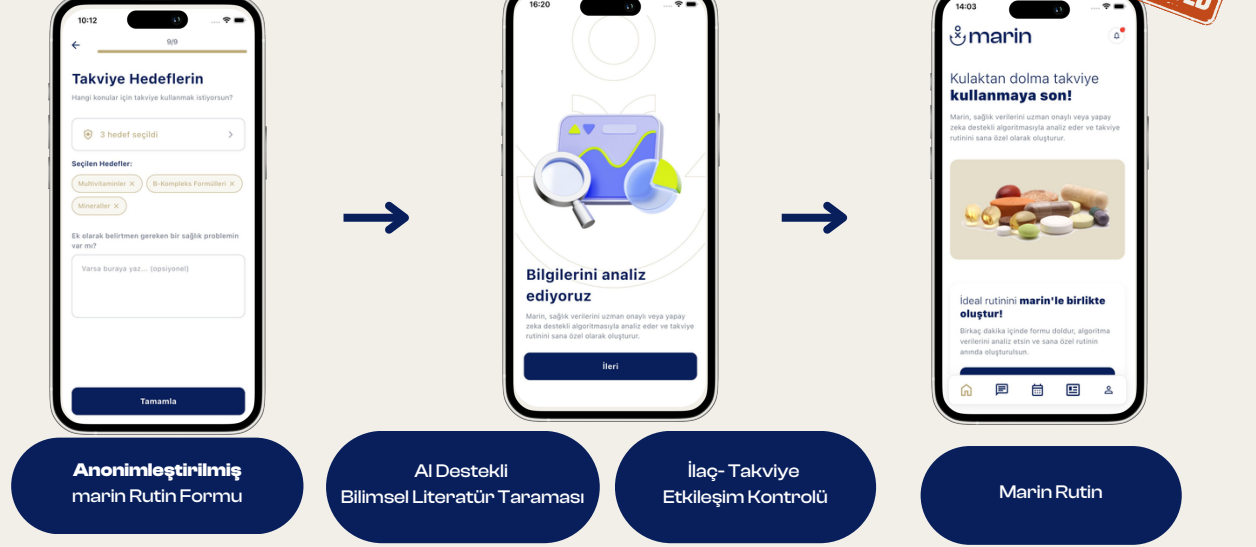 10:12
9/9
Takviye Hedeflerin
Hangi konular için takviye kullanmak istiyorsun?
3 hedef seçildi
Seçilen Hedefler:
Multivitaminler ×
B-Kompleks Formülleri ×
Mineraller ×
Ek olarak belirtmen gereken bir sağlık problemin
var mı?
Varsa buraya yaz... (opsiyonel)
Tamamla
16:20
Bilgilerini analiz
ediyoruz
Marin, sağlık verilerini uzman onaylı veya yapay
zeka destekli algoritmasıyla analiz eder ve takviye
rutinini sana özel olarak oluşturur.
İleri
14:03
marin
Kulaktan dolma takviye
kullanmaya son!
Marin, sağlık verilerini uzman onaylı veya yapay
zeka destekli algoritmasıyla analiz eder ve takviye
rutinini sana özel olarak oluşturur.
İdeal rutinini marin'le birlikte
oluştur!
Birkaç dakika içinde formu doldur, algoritma
verilerini analiz etsin ve sana özel rutinin
anında oluşturulsun.
Anonimleştirilmiş
marin Rutin Formu
AI Destekli
Bilimsel Literatür Taraması
İlaç- Takviye
Etkileşim Kontrolü
Marin Rutin